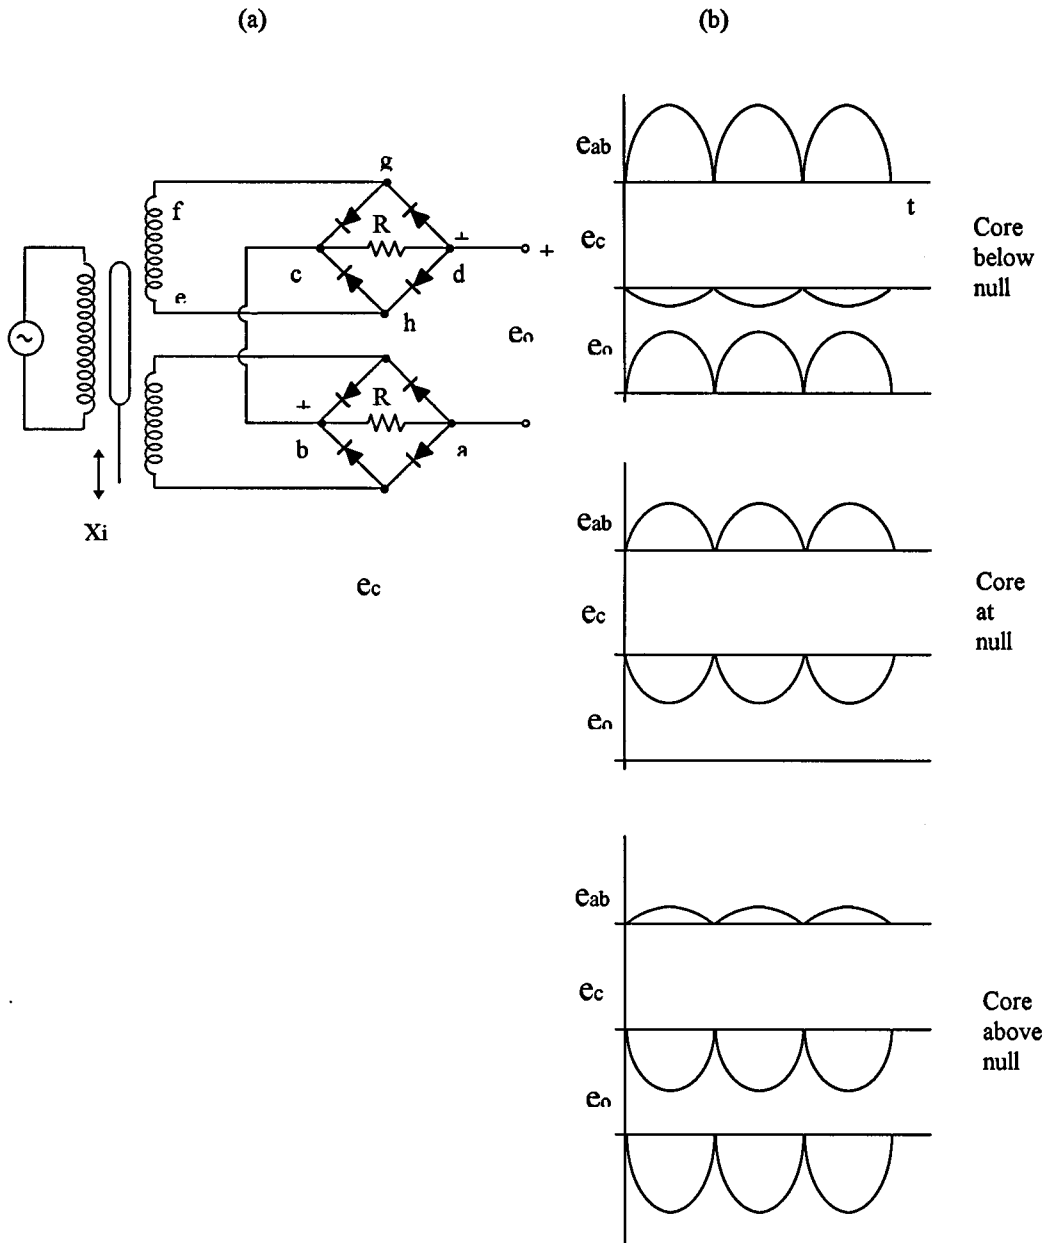 (a) (b)
g
f
R
+
+
c
d
e
h
eo
R
+
b
a
Xi
ec
eab
t
ec
Core
below
null
eo
eab
ec
Core
at
null
eo
eab
ec
Core
above
null
eo